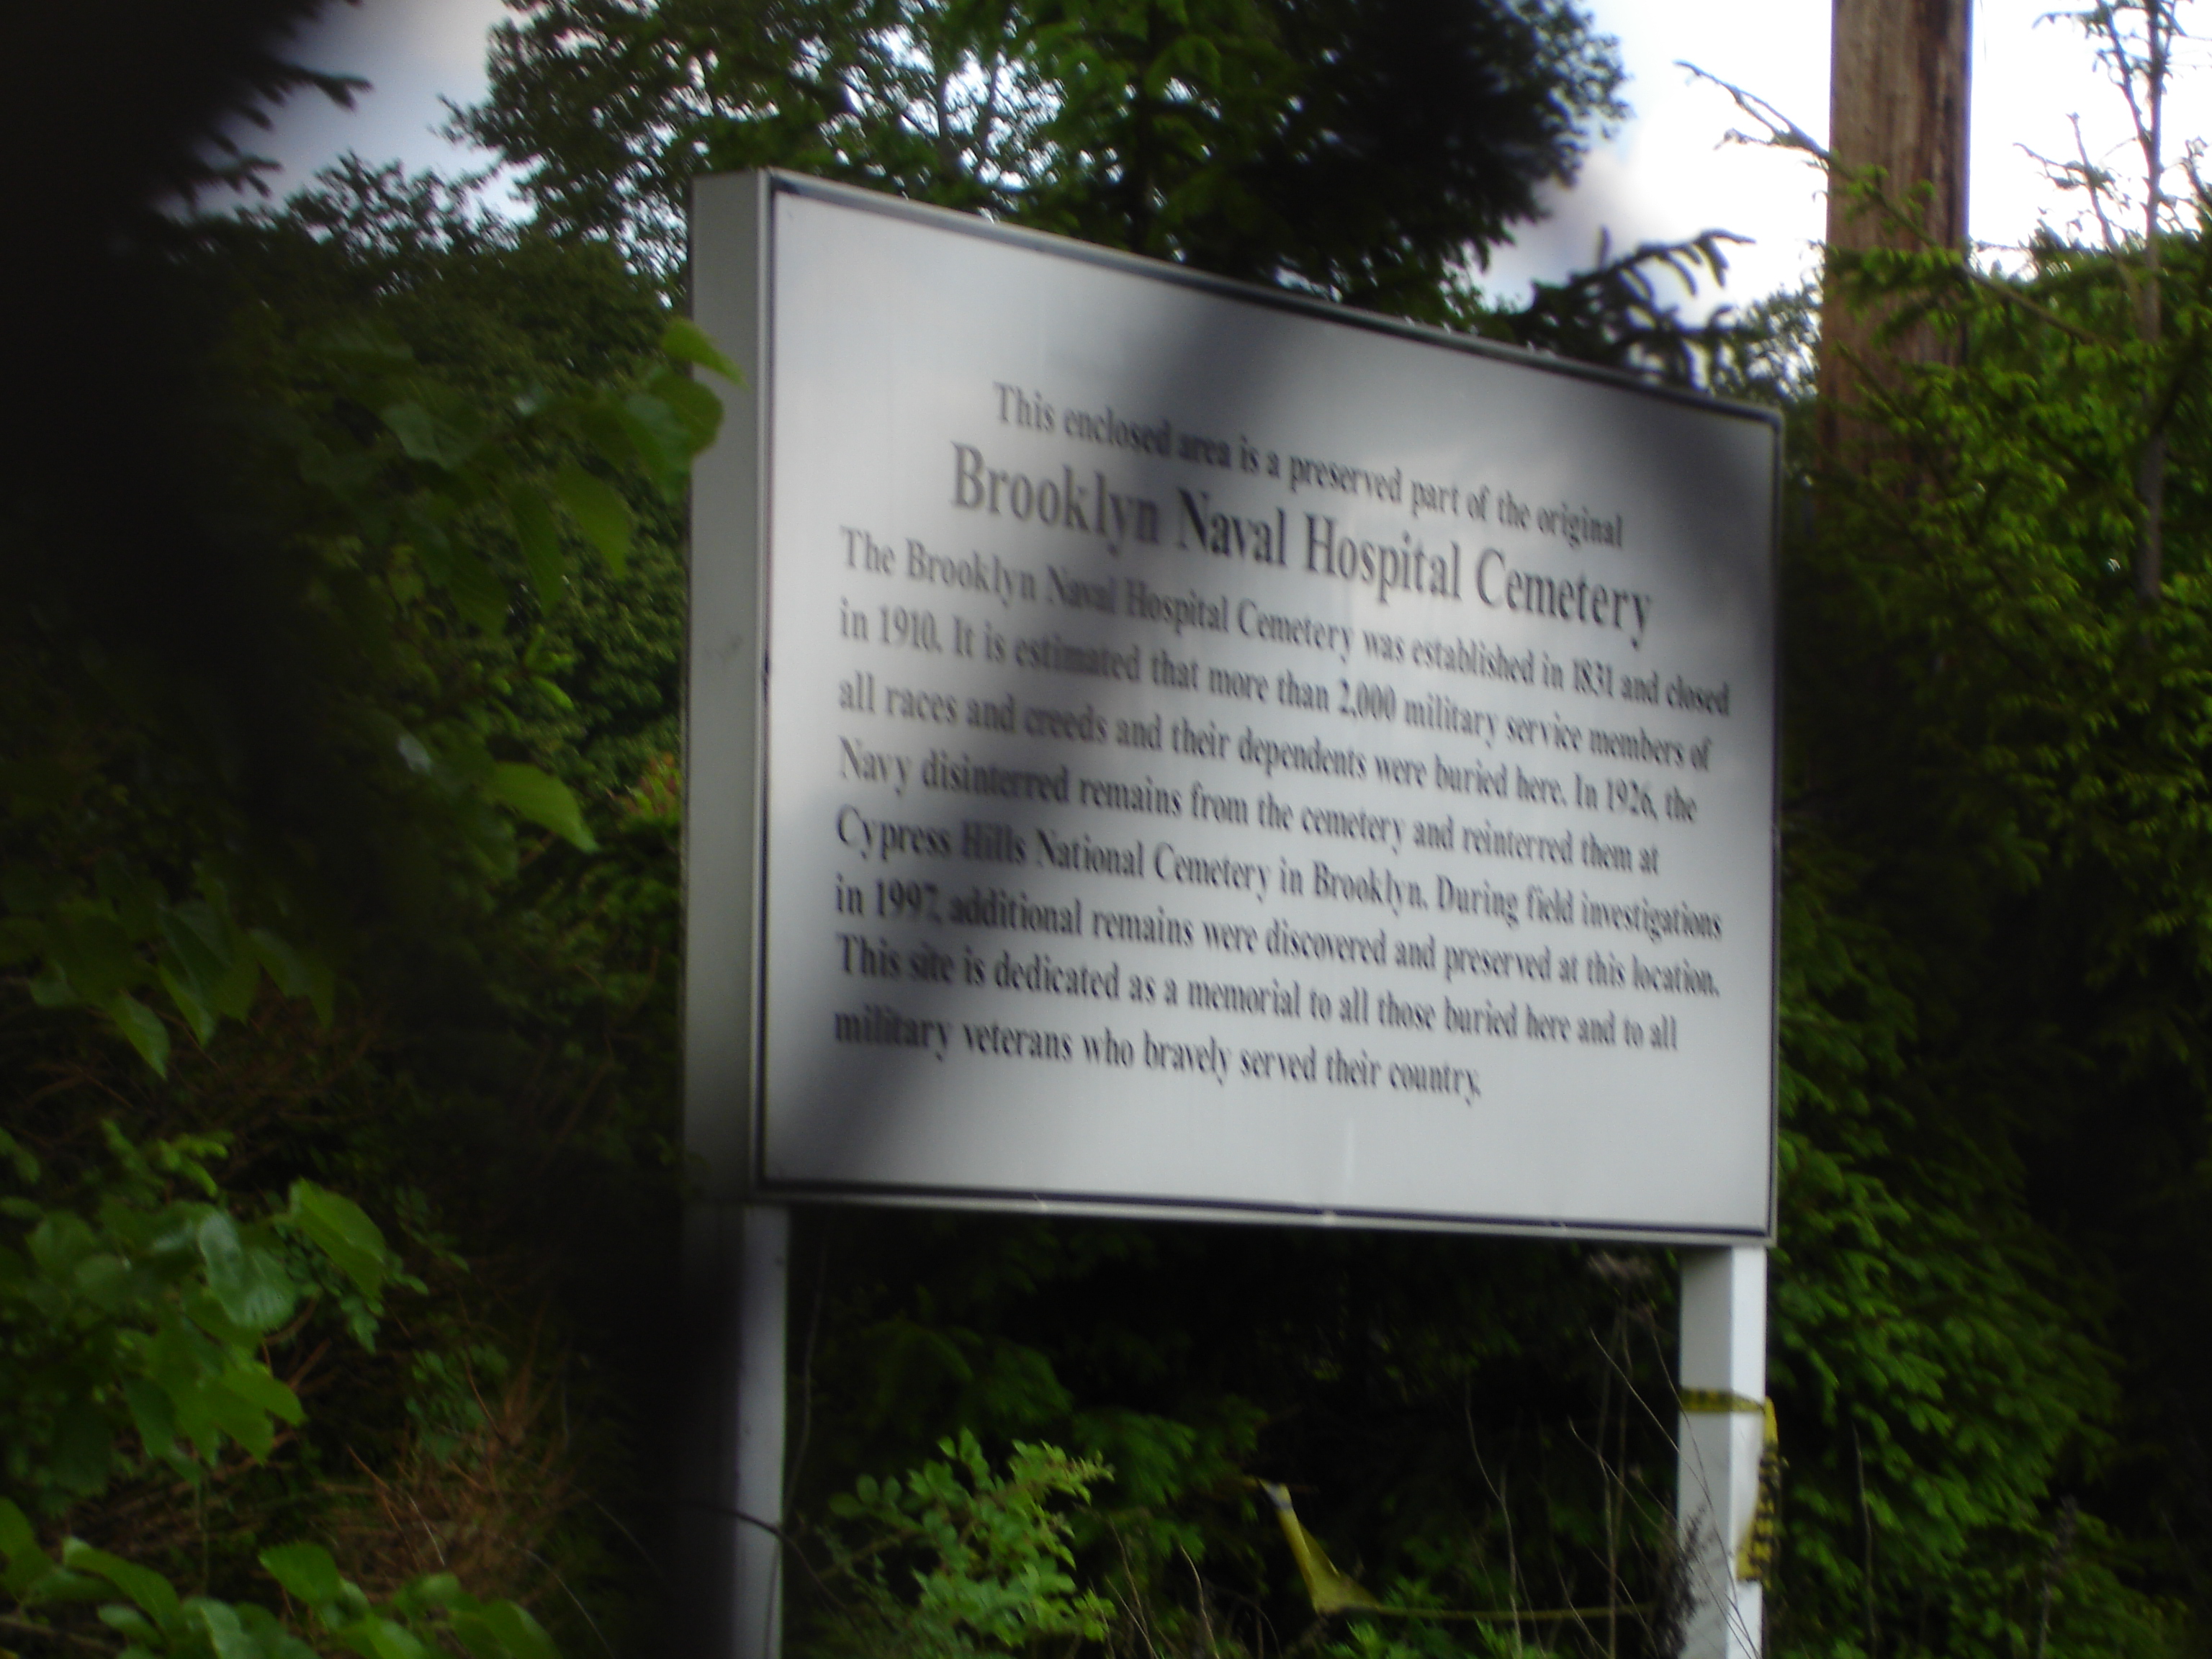 This enclosed area is a preserved part of the original
Brooklyn Naval Hospital Cemetery
The Brooklyn Naval Hospital Cemetery was established in 1831 and closed
in 1910. It is estimated that more than 2,000 military service members of
all races and creeds and their dependents were buried here. In 1926, the
Navy disinterred remains from the cemetery and reinterred them at
Cypress Hills National Cemetery in Brooklyn. During field investigations
in 1997, additional remains were discovered and preserved at this location.
This site is dedicated as a memorial to all those buried here and to all
military veterans who bravely served their country.